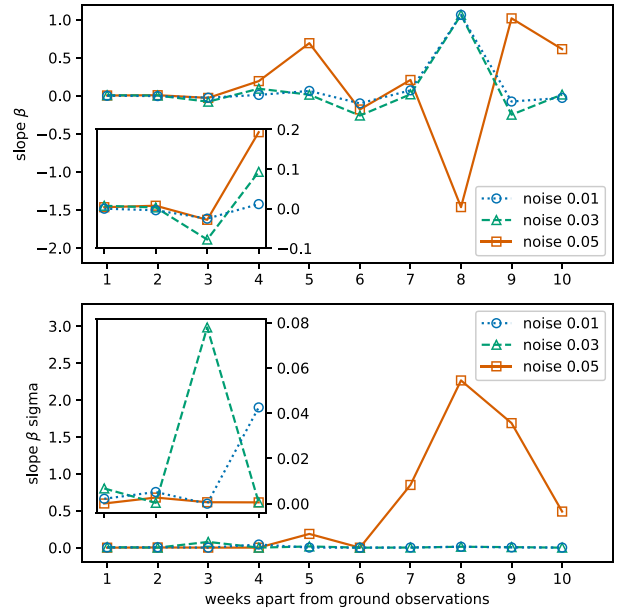 1.0
0.5
0.0
−0.5
−1.0
−1.5
−2.0
slope β
0.2
0.1
0.0
−0.1
noise 0.01
noise 0.03
noise 0.05
1 2 3 4 5 6 7 8 9 10
3.0
2.5
2.0
1.5
1.0
0.5
0.0
slope β sigma
0.08
0.06
0.04
0.02
0.00
noise 0.01
noise 0.03
noise 0.05
1 2 3 4 5 6 7 8 9 10
weeks apart from ground observations